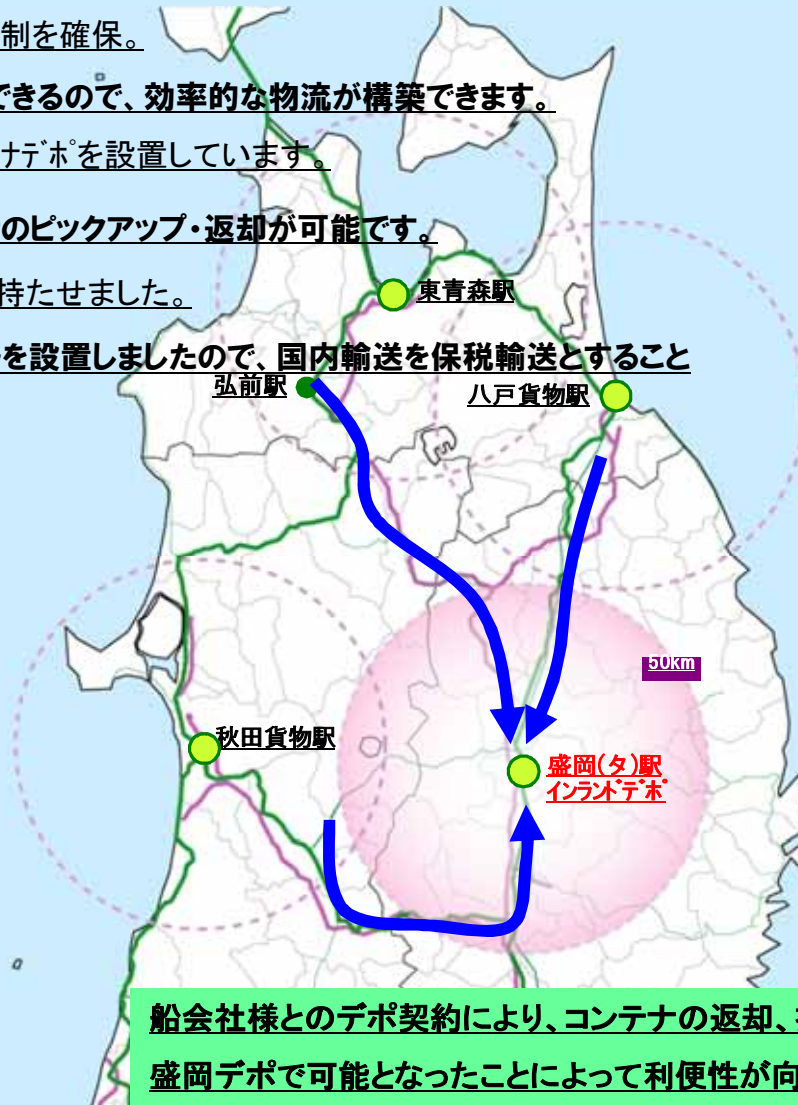 制を確保。
できるので、効率的な物流が構築できます。
ナデポを設置しています。
のピックアップ・返却が可能です。
東青森駅
持たせました。
を設置しましたので、国内輸送を保税輸送とすること
弘前駅
八戸貨物駅
50km
秋田貨物駅
盛岡(タ)駅
インランドデポ
船会社様とのデポ契約により、コンテナの返却、
盛岡デポで可能となったことによって利便性が向